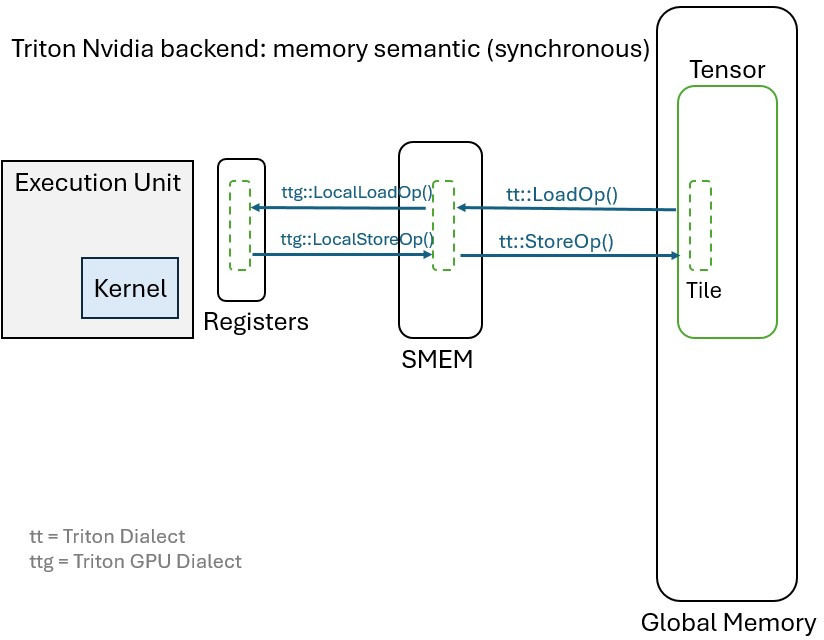 Triton Nvidia backend: memory semantic (synchronous)
Tensor
Execution Unit
Kernel
Registers
ttg::LocalLoadOp()
ttg::LocalStoreOp()
SMEM
tt::LoadOp()
tt::StoreOp()
Tile
tt = Triton Dialect
ttg = Triton GPU Dialect
Global Memory